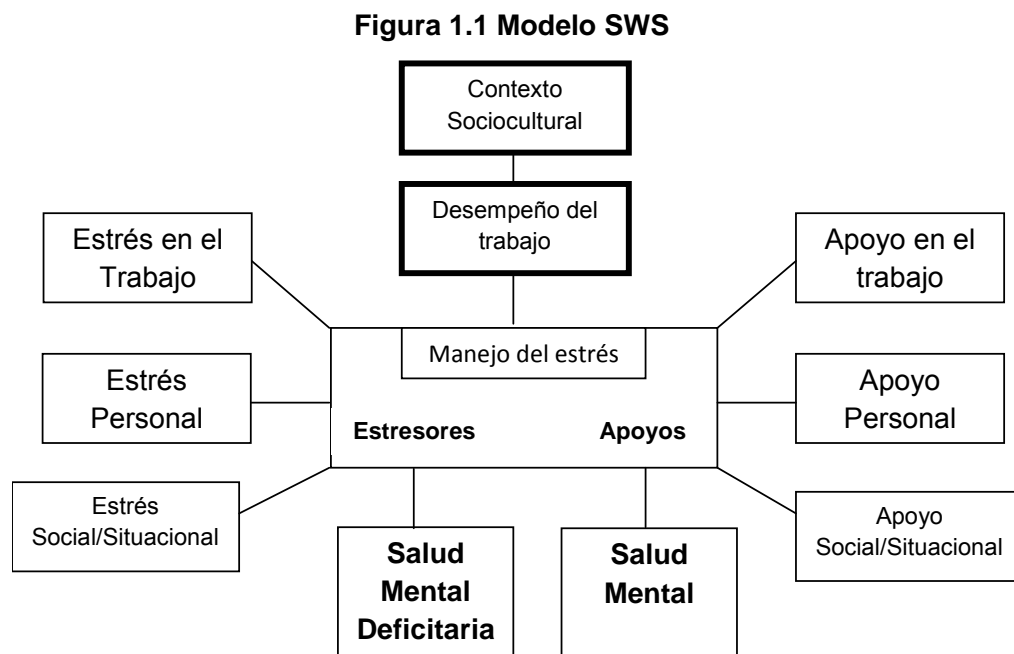 Figura 1.1 Modelo SWS
Contexto
Sociocultural
Desempeño del
trabajo
Estrés en el
Trabajo
Apoyo en el
trabajo
Manejo del estrés
Estrés
Personal
Apoyo
Personal
Estresores
Apoyos
Estrés
Social/Situacional
Apoyo
Social/Situacional
Salud
Mental
Deficitaria
Salud
Mental